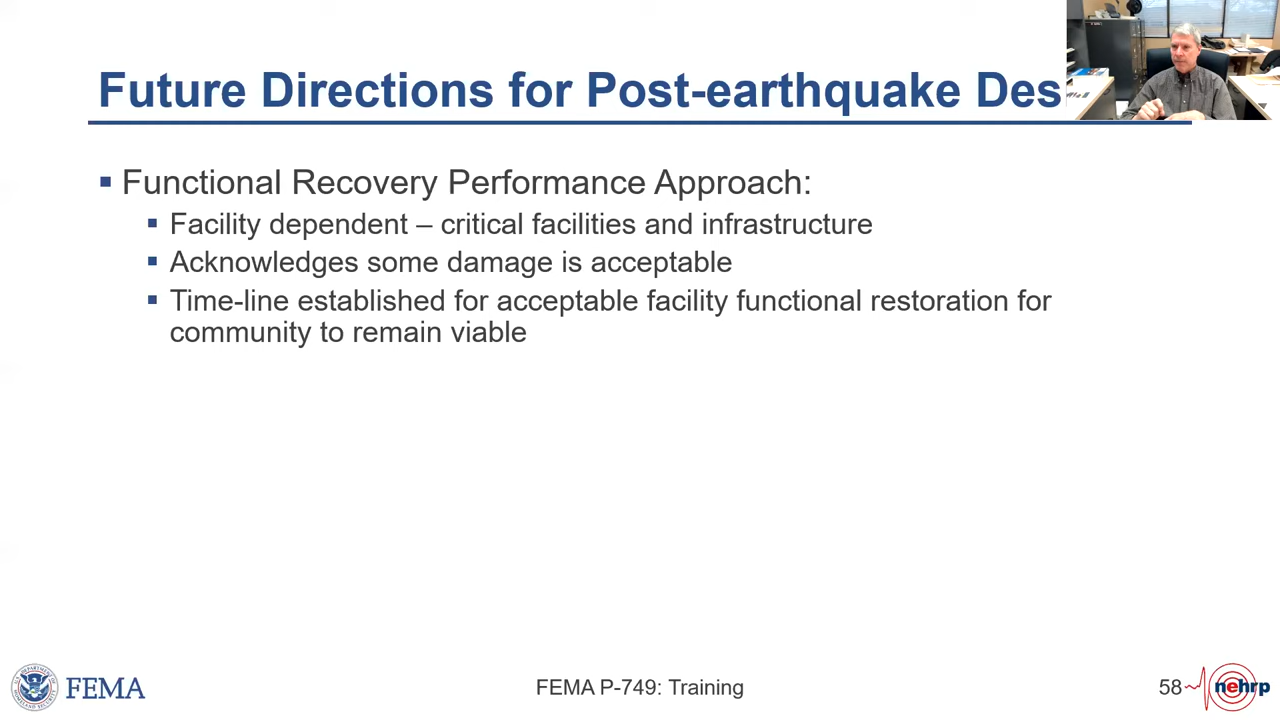 Future Directions for Post-earthquake Des
Functional Recovery Performance Approach:
Facility dependent – critical facilities and infrastructure
Acknowledges some damage is acceptable
Time-line established for acceptable facility functional restoration for
community to remain viable
FEMA
FEMA P-749: Training
58
nehrp